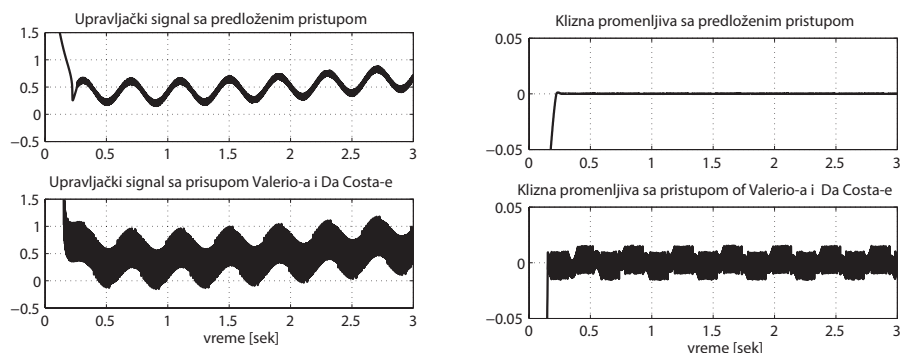 Upravljački signal sa predloženim pristupom
1.5
1
0.5
0
−0.5
0 0.5 1 1.5 2 2.5 3
Upravljački signal sa prisupom Valerio-a i Da Costa-e
1.5
1
0.5
0
−0.5
0 0.5 1 1.5 2 2.5 3
vreme [sek]
Klizna promenljiva sa predloženim pristupom
0.05
0
−0.05
0.5 1 1.5 2 2.5 3
Klizna promenljiva sa pristupom of Valerio-a i Da Costa-e
0.05
0
−0.05
0 0.5 1 1.5 2 2.5 3
vreme [sek]